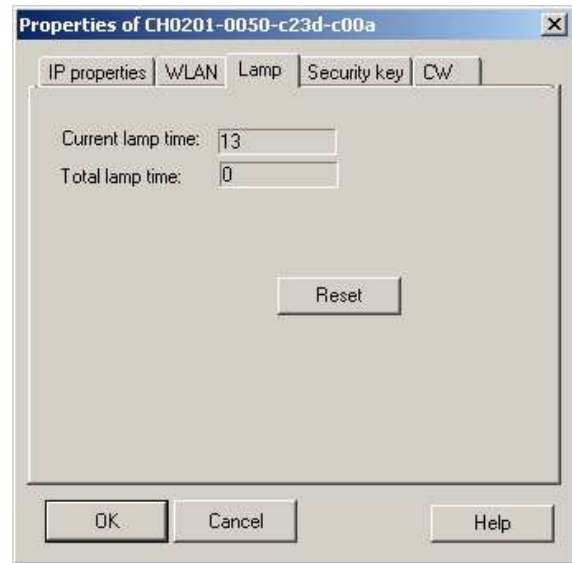 Properties of CH0201-0050-c23d-c00a
IP properties WLAN Lamp Security key CW
Current lamp time: 13
Total lamp time: 0
Reset
OK Cancel Help